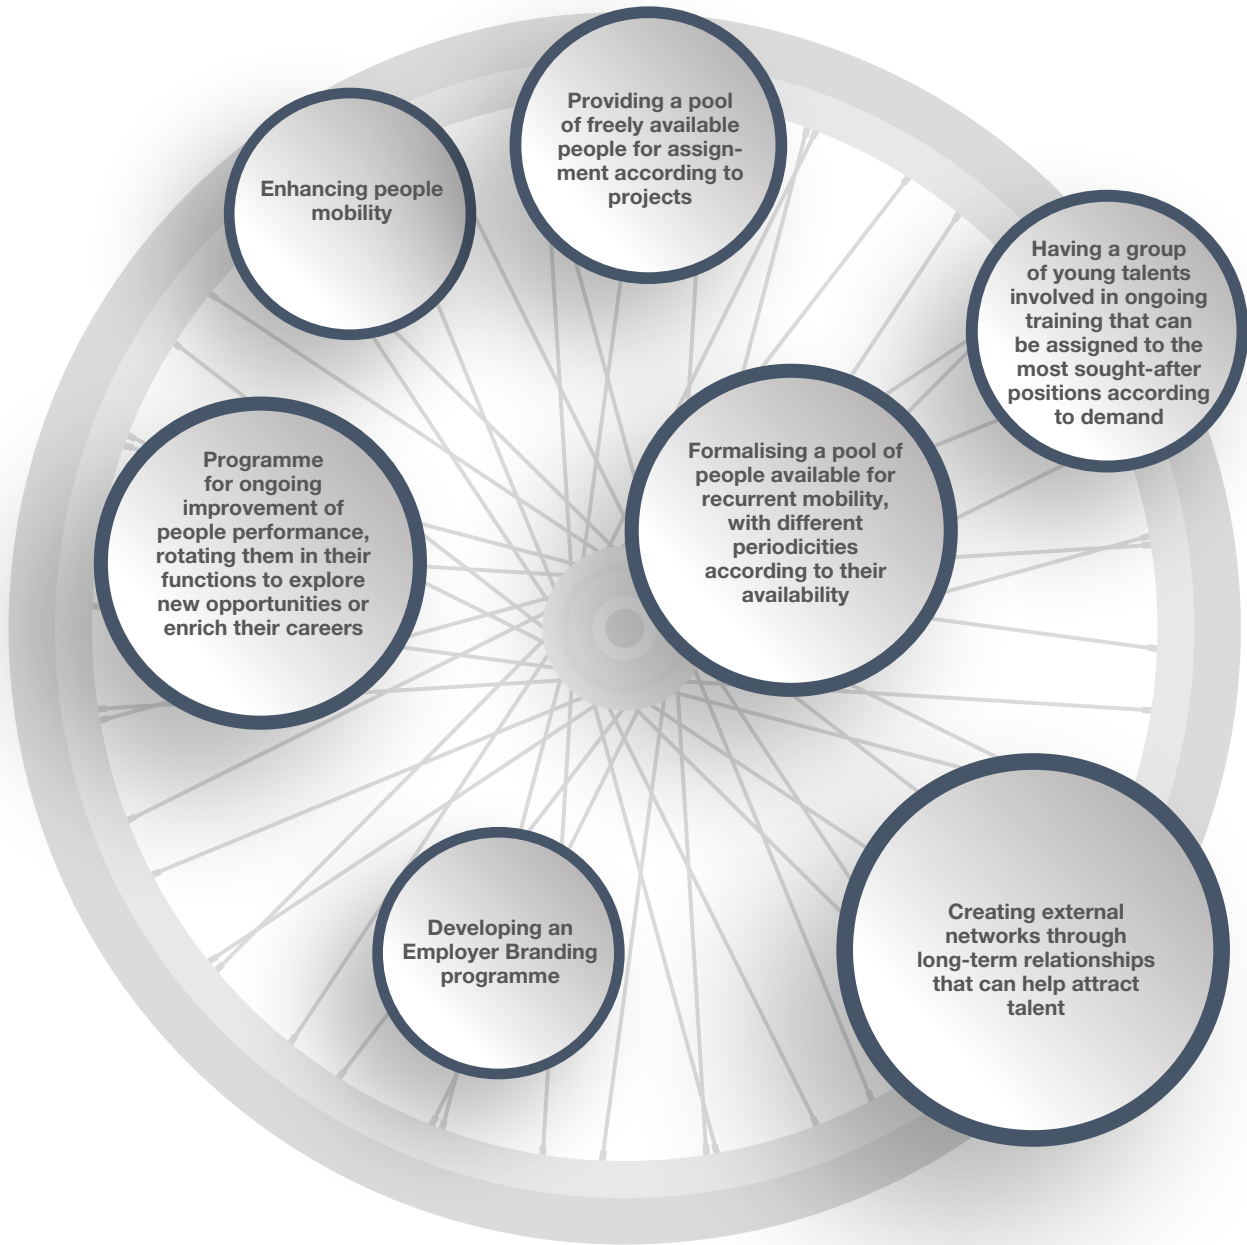 Providing a pool
of freely available
people for assign-
ment according to
projects
Enhancing people
mobility
Having a group
of young talents
involved in ongoing
training that can
be assigned to the
most sought-after
positions according
to demand
Programme
for ongoing
improvement of
people performance,
rotating them in their
functions to explore
new opportunities or
enrich their careers
Formalising a pool of
people available for
recurrent mobility,
with different
periodicities
according to their
availability
Developing an
Employer Branding
programme
Creating external
networks through
long-term relationships
that can help attract
talent